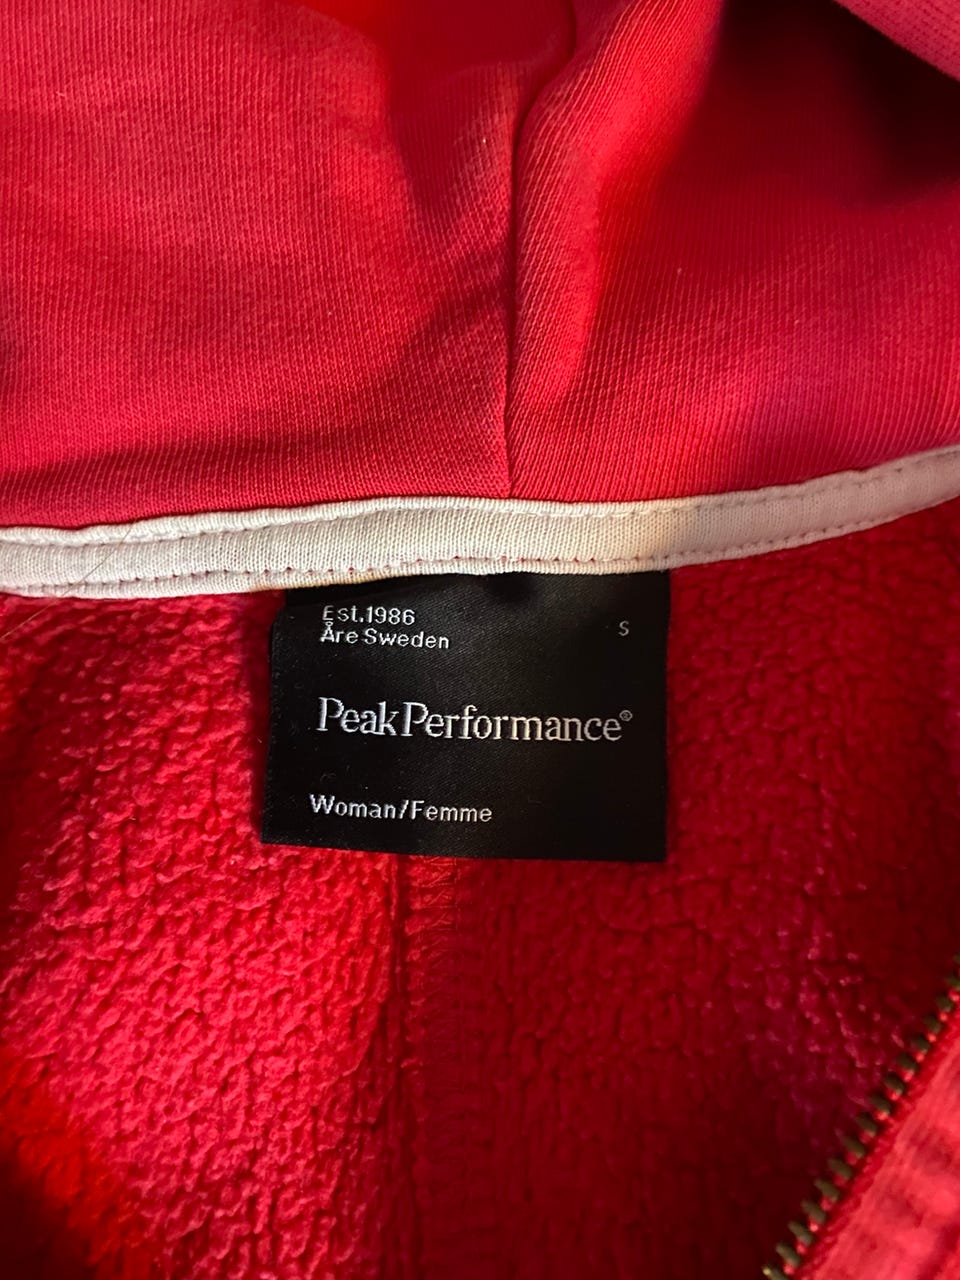 Est.1986
Åre Sweden
S
PeakPerformance®
Woman/Femme